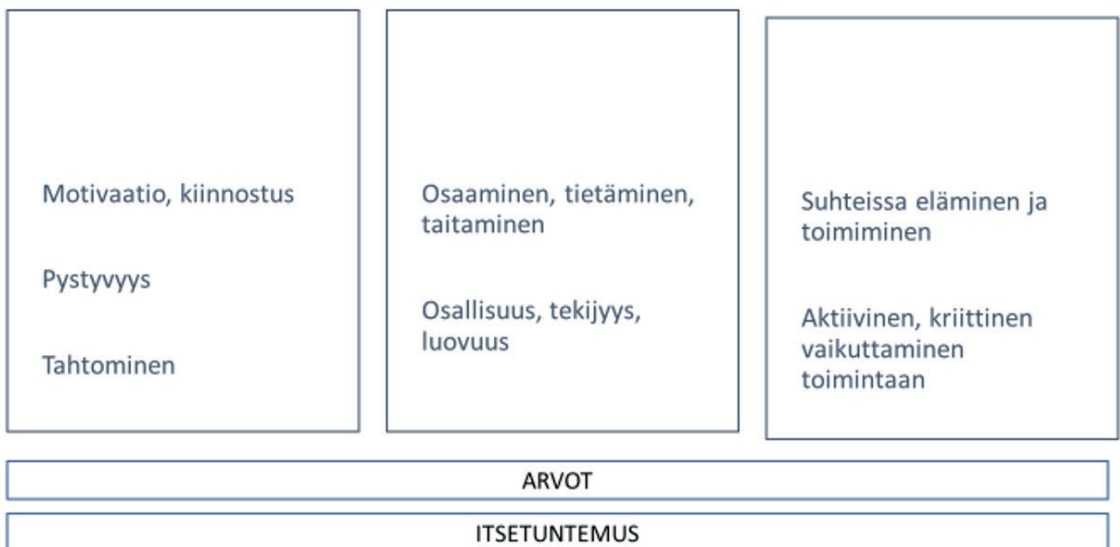 Motivaatio, kiinnostus
Pystyvyys
Tahtominen
Osaaminen, tietäminen,
taitaminen
Osallisuus, tekijyys,
luovuus
Suhteissa eläminen ja
toimiminen
Aktiivinen, kriittinen
vaikuttaminen
toimintaan
ARVOT
ITSETUNTEMUS